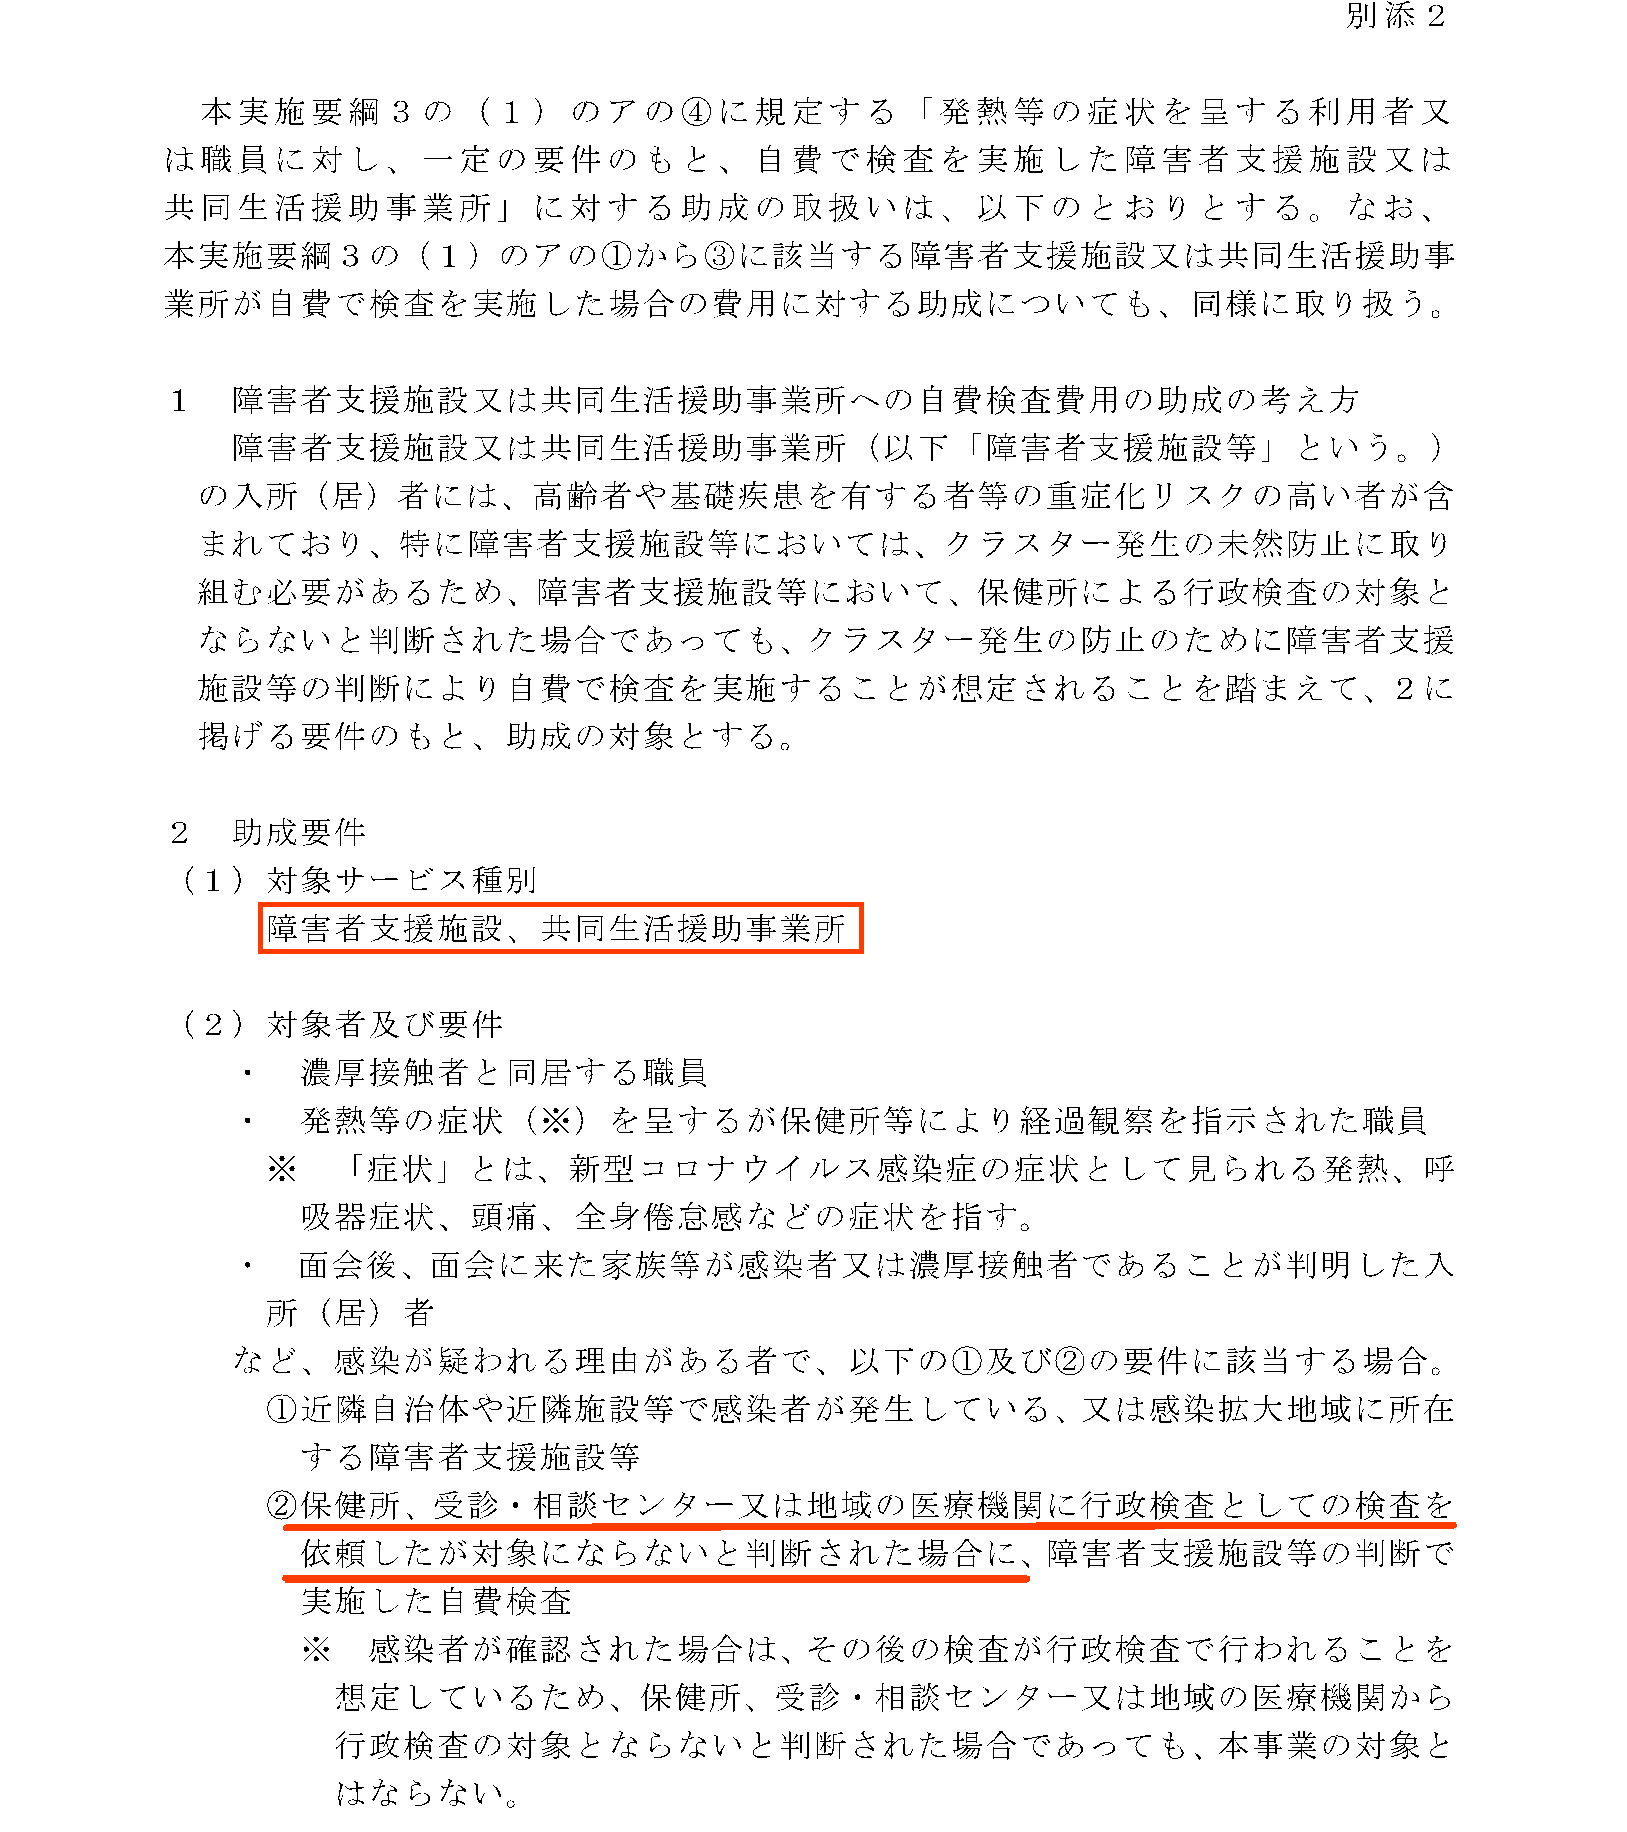 別添２
本実施要綱３の（１）のアの④に規定する「発熱等の症状を呈する利用者又
は職員に対し、一定の要件のもと、自費で検査を実施した障害者支援施設又は
共同生活援助事業所」に対する助成の取扱いは、以下のとおりとする。なお、
本実施要綱３の（１）のアの①から③に該当する障害者支援施設又は共同生活援助事
業所が自費で検査を実施した場合の費用に対する助成についても、同様に取り扱う。
１　障害者支援施設又は共同生活援助事業所への自費検査費用の助成の考え方
障害者支援施設又は共同生活援助事業所（以下「障害者支援施設等」という。）
の入所（居）者には、高齢者や基礎疾患を有する者等の重症化リスクの高い者が含
まれており、特に障害者支援施設等においては、クラスター発生の未然防止に取り
組む必要があるため、障害者支援施設等において、保健所による行政検査の対象と
ならないと判断された場合であっても、クラスター発生の防止のために障害者支援
施設等の判断により自費で検査を実施することが想定されることを踏まえて、２に
掲げる要件のもと、助成の対象とする。
２　助成要件
（１）対象サービス種別
障害者支援施設、共同生活援助事業所
（２）対象者及び要件
・　濃厚接触者と同居する職員
・　発熱等の症状（※）を呈するが保健所等により経過観察を指示された職員
※　「症状」とは、新型コロナウイルス感染症の症状として見られる発熱、呼
吸器症状、頭痛、全身倦怠感などの症状を指す。
・　面会後、面会に来た家族等が感染者又は濃厚接触者であることが判明した入
所（居）者
など、感染が疑われる理由がある者で、以下の①及び②の要件に該当する場合。
①近隣自治体や近隣施設等で感染者が発生している、又は感染拡大地域に所在
する障害者支援施設等
②保健所、受診・相談センター又は地域の医療機関に行政検査としての検査を
依頼したが対象にならないと判断された場合に、障害者支援施設等の判断で
実施した自費検査
※　感染者が確認された場合は、その後の検査が行政検査で行われることを
想定しているため、保健所、受診・相談センター又は地域の医療機関から
行政検査の対象とならないと判断された場合であっても、本事業の対象と
はならない。